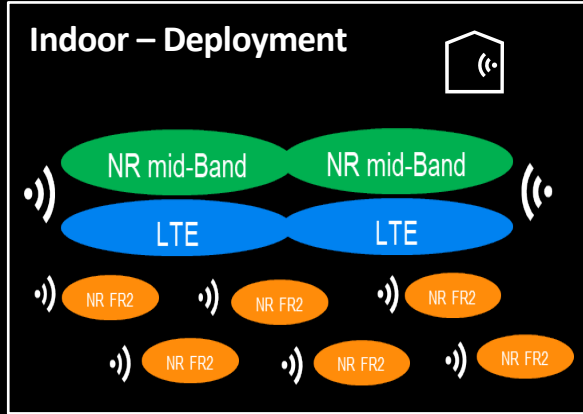 Indoor – Deployment
NR mid-Band NR mid-Band
LTE LTE
NR FR2 NR FR2 NR FR2
NR FR2 NR FR2 NR FR2